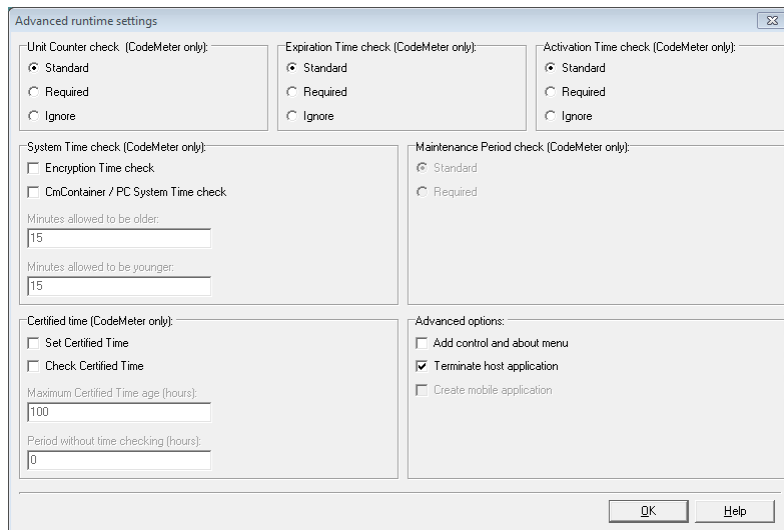 Advanced runtime settings
Unit Counter check (CodeMeter only):
Standard
Required
Ignore
Expiration Time check (CodeMeter only):
Standard
Required
Ignore
Activation Time check (CodeMeter only):
Standard
Required
Ignore
System Time check (CodeMeter only):
Encryption Time check
CmContainer / PC System Time check
Minutes allowed to be older:
15
Minutes allowed to be younger:
15
Maintenance Period check (CodeMeter only):
Standard
Required
Certified time (CodeMeter only):
Set Certified Time
Check Certified Time
Maximum Certified Time age (hours):
100
Period without time checking (hours):
0
Advanced options:
Add control and about menu
Terminate host application
Create mobile application
OK
Help